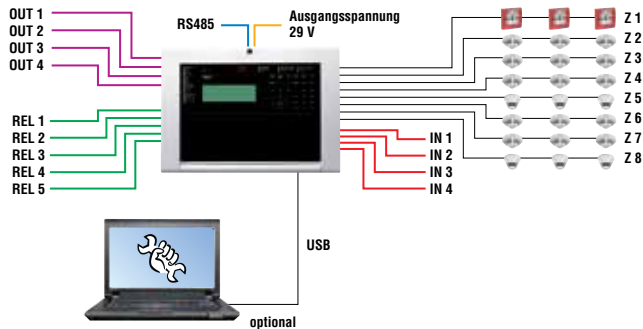 OUT 1
OUT 2
OUT 3
OUT 4
RS485
Ausgangsspannung
29 V
Z 1
Z 2
Z 3
Z 4
Z 5
Z 6
Z 7
Z 8
REL 1
REL 2
REL 3
REL 4
REL 5
IN 1
IN 2
IN 3
IN 4
USB
optional